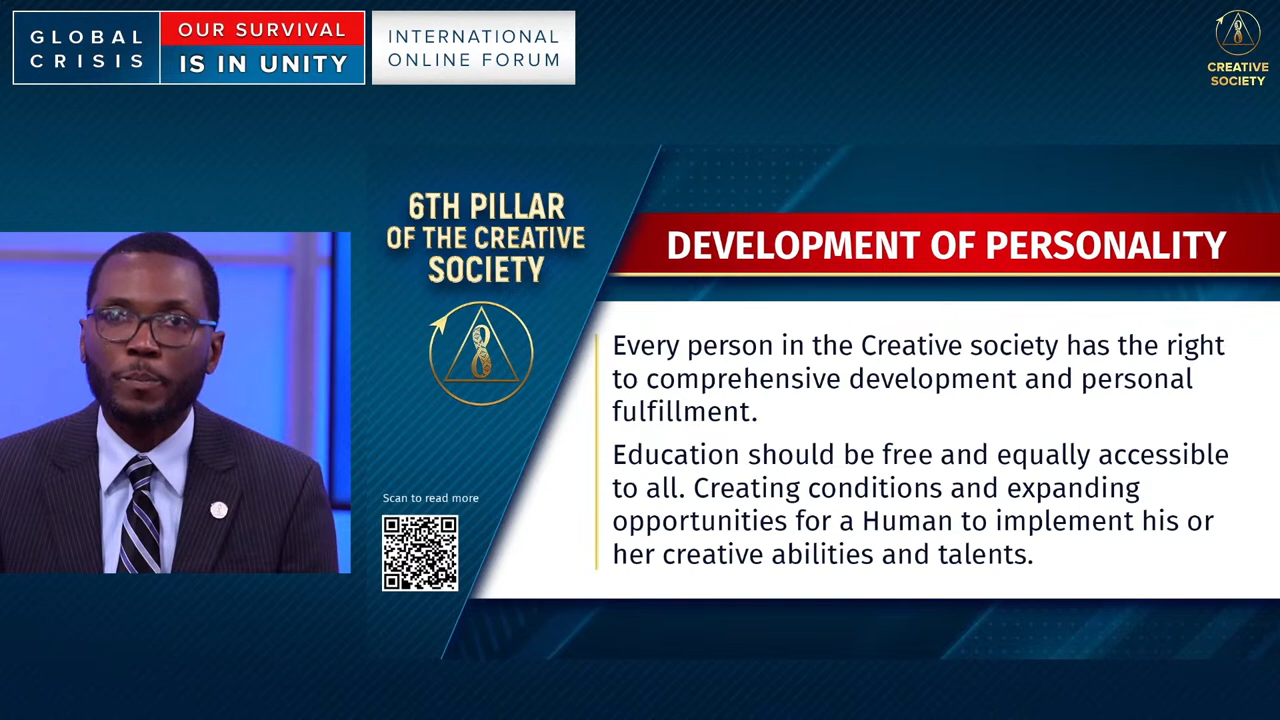 GLOBAL
CRISIS
OUR SURVIVAL
IS IN UNITY
INTERNATIONAL
ONLINE FORUM
CREATIVE
SOCIETY
6TH PILLAR
OF THE CREATIVE
SOCIETY
Scan to read more
DEVELOPMENT OF PERSONALITY
Every person in the Creative society has the right
to comprehensive development and personal
fulfillment.
Education should be free and equally accessible
to all. Creating conditions and expanding
opportunities for a Human to implement his or
her creative abilities and talents.